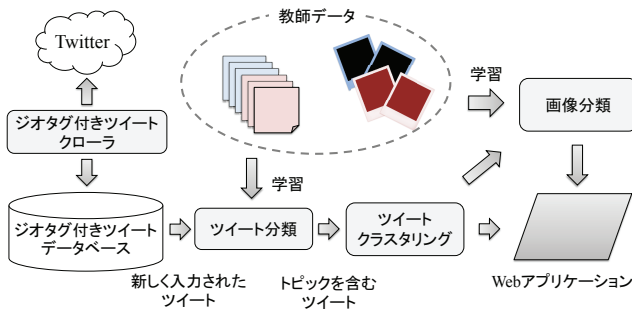 教師データ
Twitter
ジオタグ付きツイート
クローラ
学習
画像分類
学習
ジオタグ付きツイート
データベース
ツイート分類
ツイート
クラスタリング
新しく入力された
ツイート
トピックを含む
ツイート
Webアプリケーション